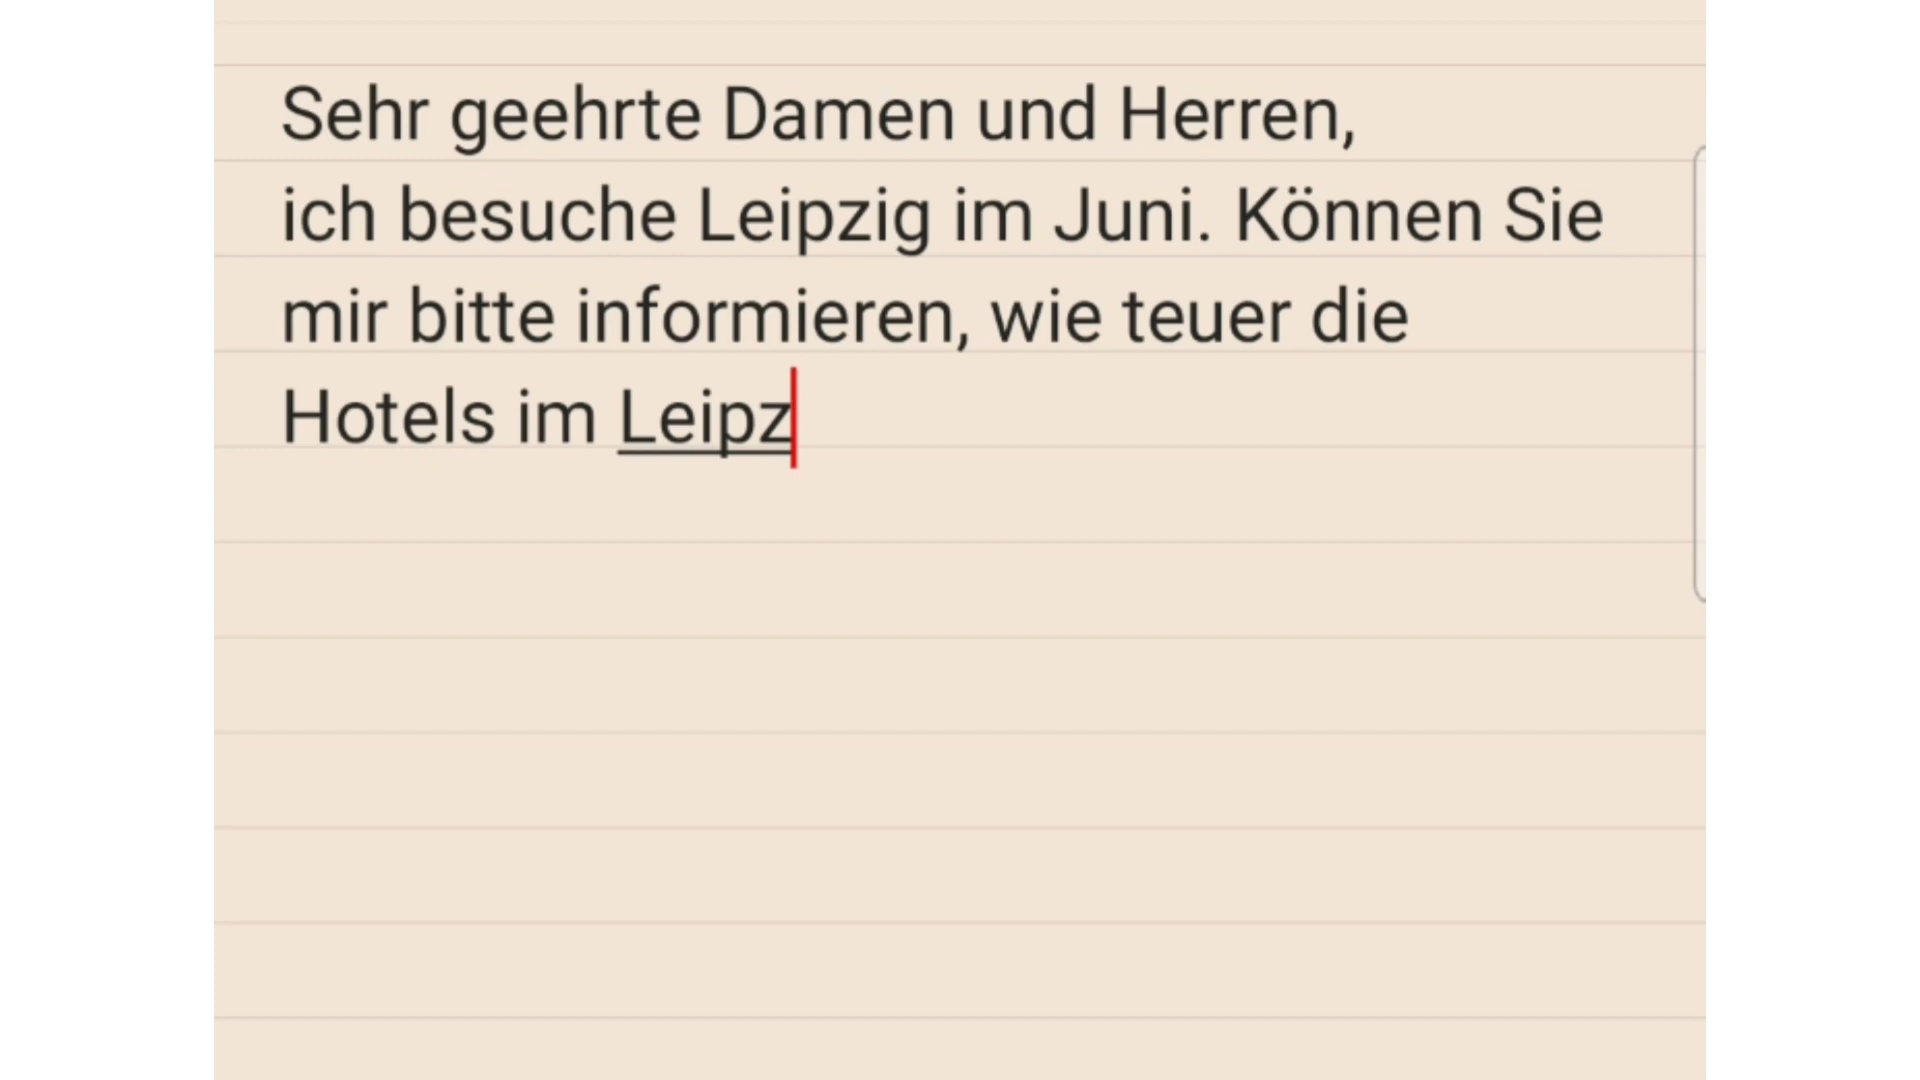 Sehr geehrte Damen und Herren,
ich besuche Leipzig im Juni. Können Sie
mir bitte informieren, wie teuer die
Hotels im Leipz